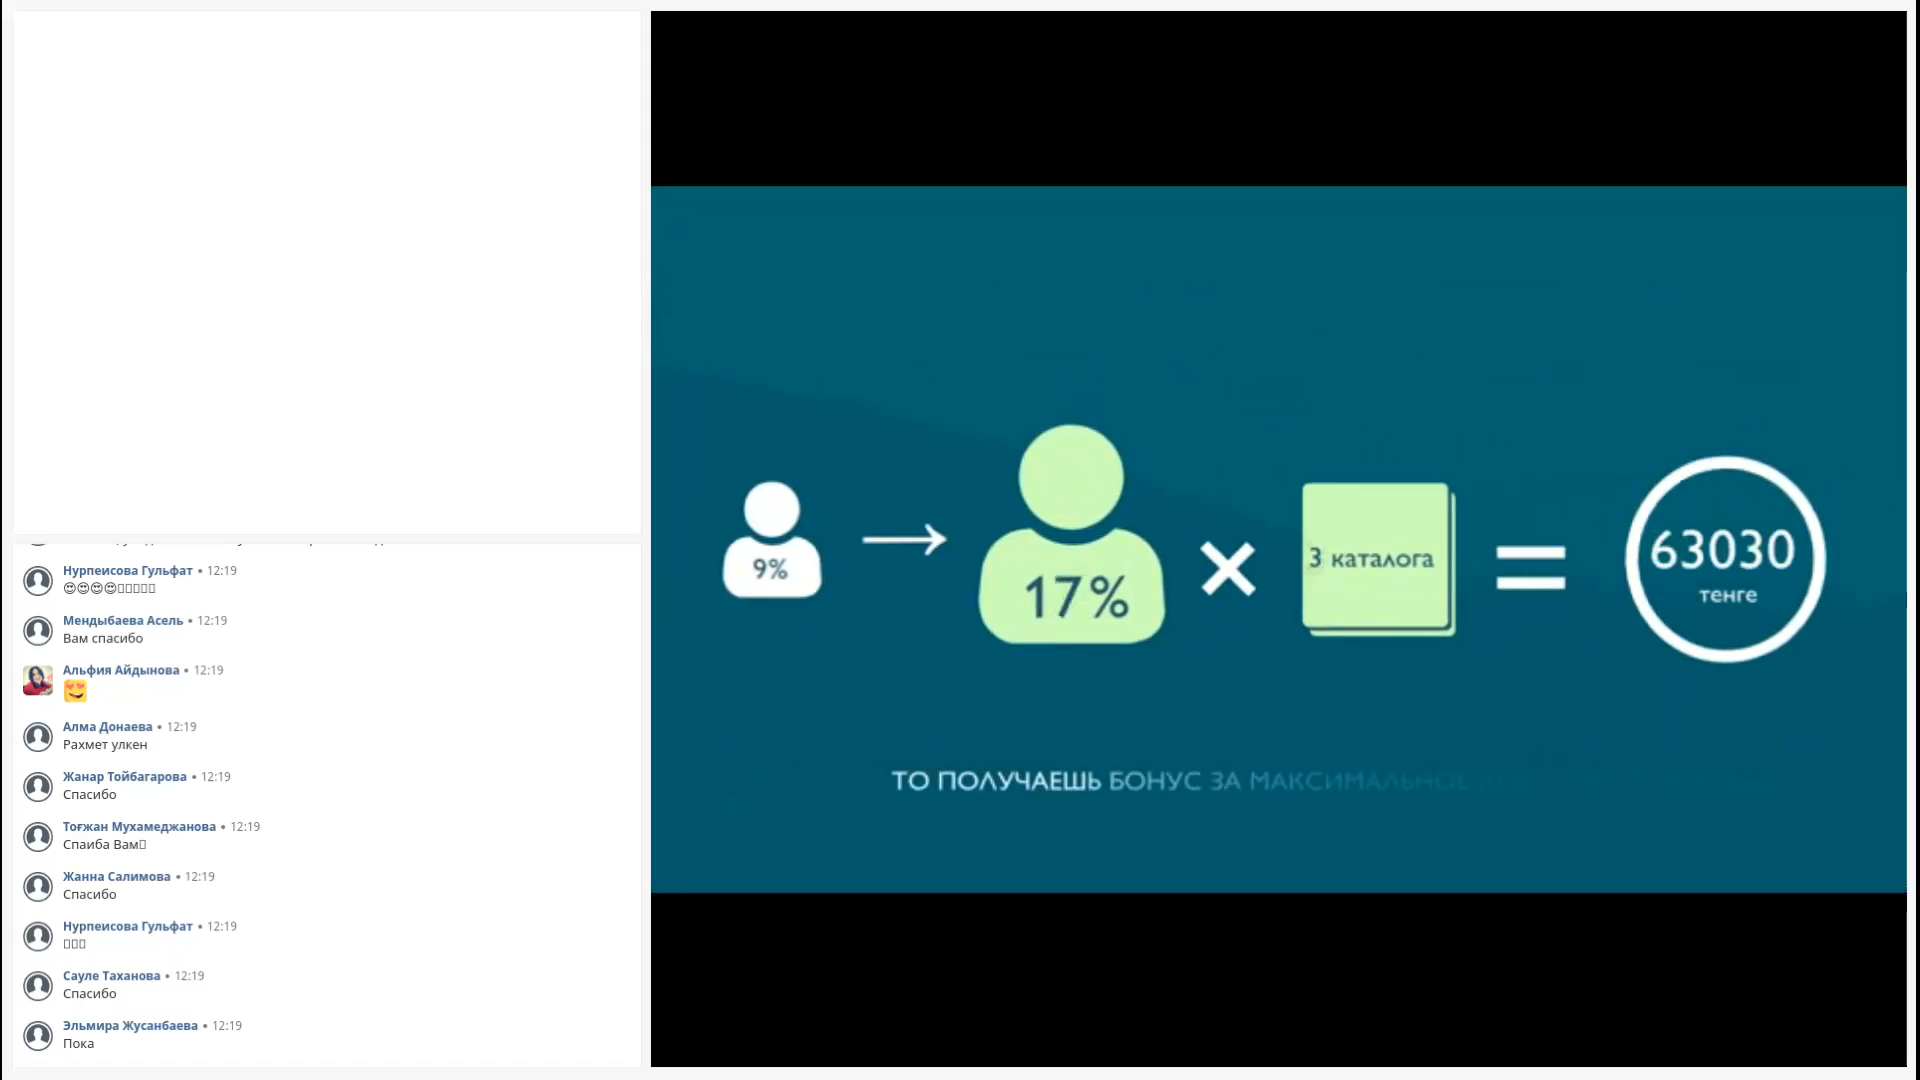 Нурпеисова Гульфат • 12:19
😍😍😍😍
Мендыбаева Асель • 12:19
Вам спасибо
Альфия Айдынова • 12:19
😍
Алма Донаева • 12:19
Рахмет улкен
Жанар Тойбагарова • 12:19
Спасибо
Тоғжан Мухамеджанова • 12:19
Спаиба Вам
Жанна Салимова • 12:19
Спасибо
Нурпеисова Гульфат • 12:19
Сауле Таханова • 12:19
Спасибо
Эльмира Жусанбаева • 12:19
Пока
9%
→
17%
×
3 каталога
=
63030
тенге
ТО ПОЛУЧАЕШЬ БОНУС ЗА МАКСИМАЛЬНОЕ